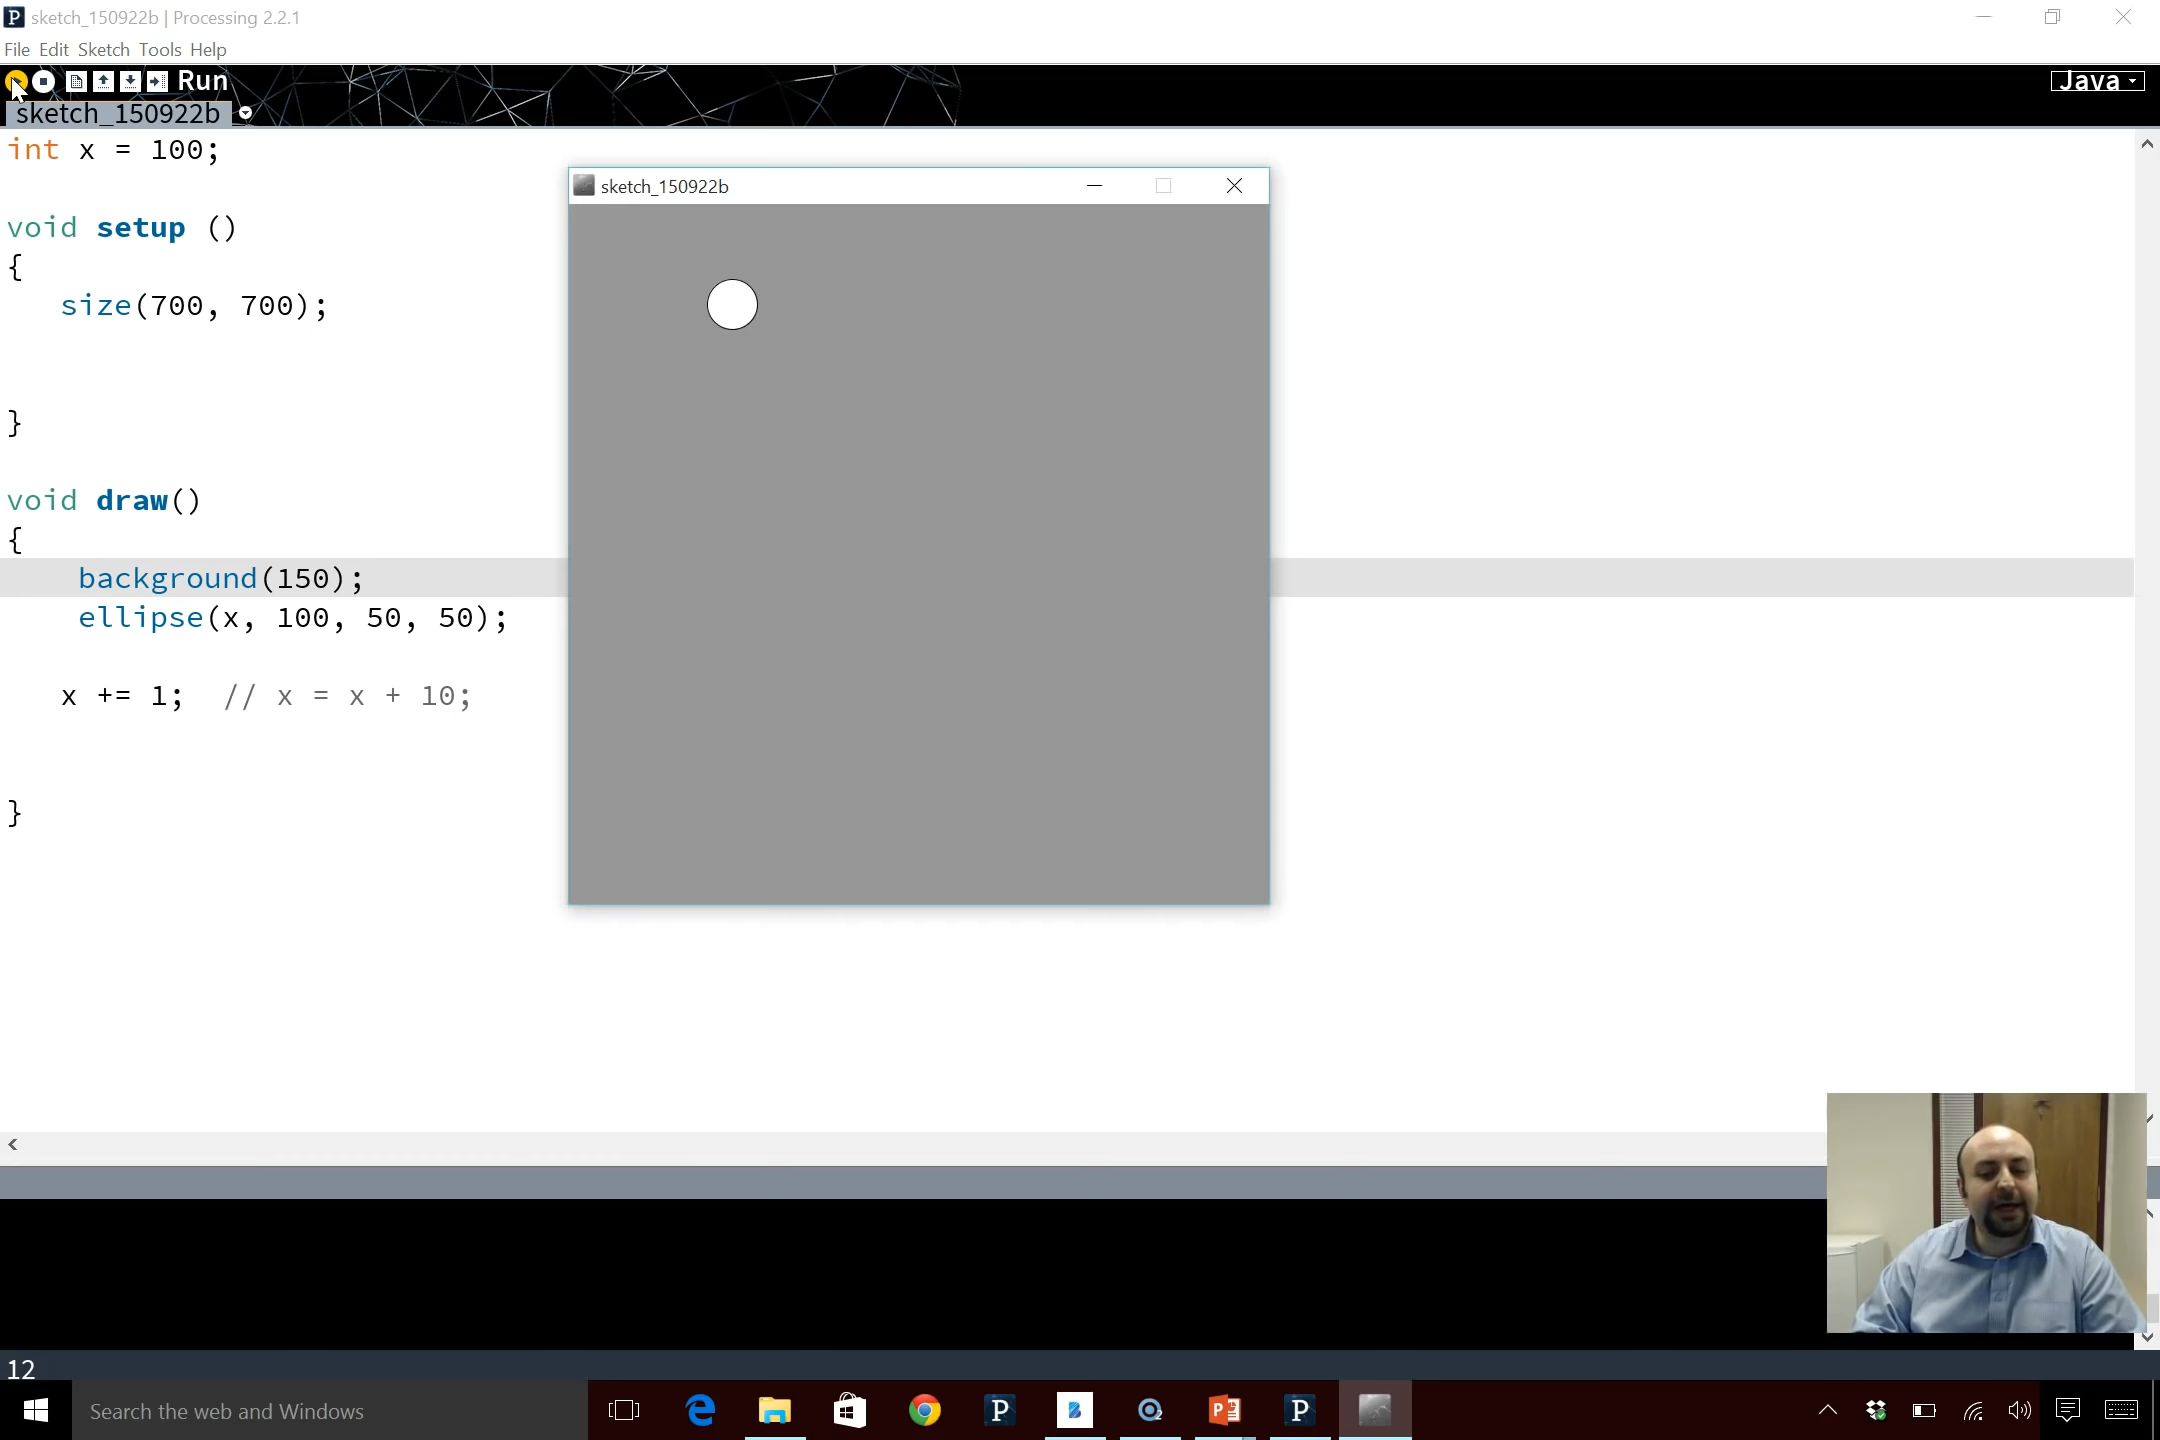 sketch_150922b | Processing 2.2.1
File Edit Sketch Tools Help
Run
Java
sketch_150922b
int x = 100;
void setup ()
{
size(700, 700);
}
void draw()
{
background(150);
ellipse(x, 100, 50, 50);
x += 1;  // x = x + 10;
}
sketch_150922b
12
Search the web and Windows